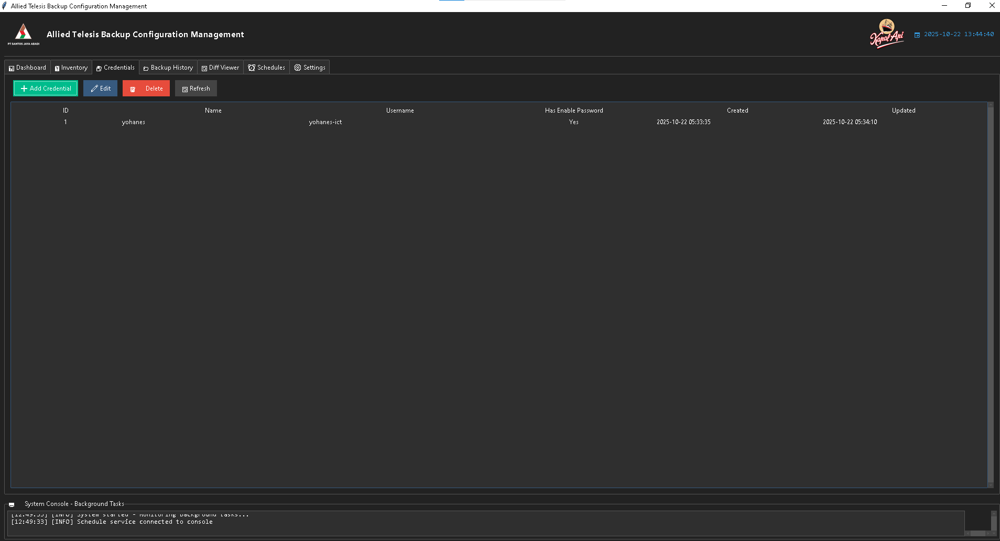 Allied Telesis Backup Configuration Management
PT SANTOS JAYA ABADI
Allied Telesis Backup Configuration Management
Kapal Api
2025-10-22 13:44:40
Dashboard Inventory Credentials Backup History Diff Viewer Schedules Settings
Add Credential Edit Delete Refresh
ID Name Username Has Enable Password Created Updated
1 yohanes yohanes-ict Yes 2025-10-22 05:33:35 2025-10-22 05:34:10
System Console - Background Tasks
[12:49:33] [INFO] System started - Monitoring background tasks...
[12:49:33] [INFO] Schedule service connected to console